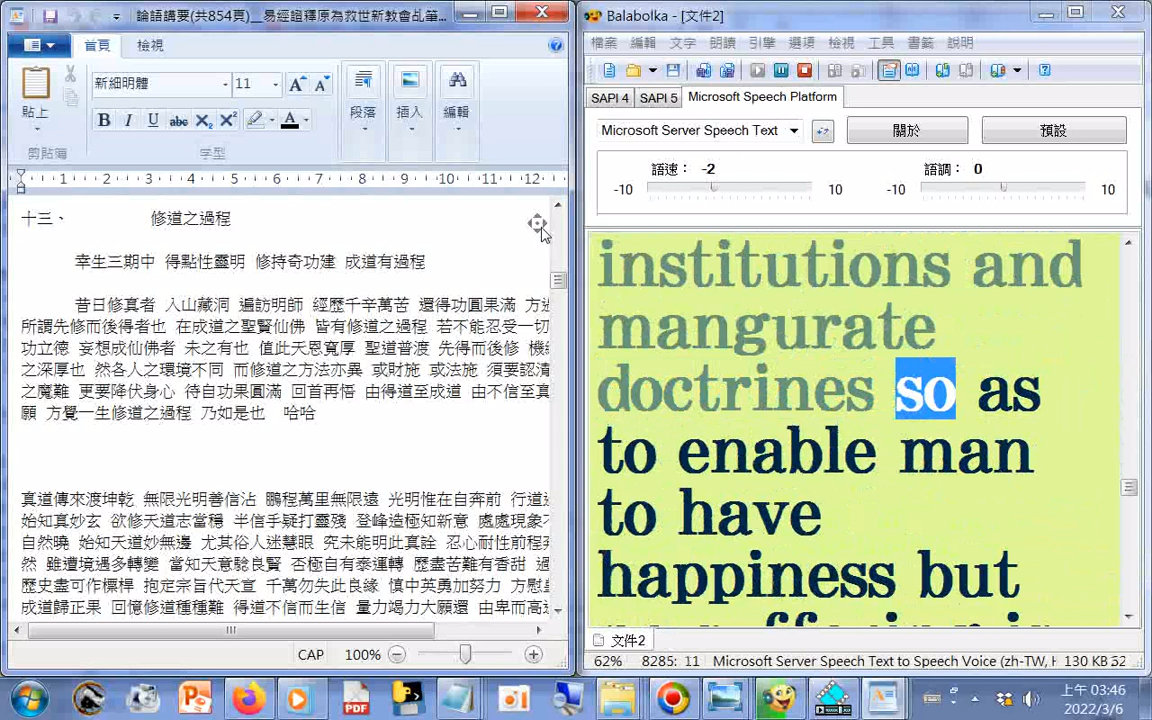 論語講要(共854頁)__易經證釋原為救世新教會乩筆...
首頁 檢視
貼上
剪貼簿
新細明體 11
字型
段落
插入
編輯
1 2 3 4 5 6 7 8 9 10 11 12
十三、 修道之過程
幸生三期中 得點性靈明 修持奇功建 成道有過程
昔日修真者 入山藏洞 遍訪明師 經歷千辛萬苦 還得功圓果滿 方
所謂先修而後得者也 在成道之聖賢仙佛 皆有修道之過程 若不能忍受一切
功立德 妄想成仙佛者 未之有也 值此天恩寬厚 聖道普渡 先得而後修 機
之深厚也 然各人之環境不同 而修道之方法亦異 或財施 或法施 須要認清
之魔難 更要降伏身心 待自功果圓滿 回首再悟 由得道至成道 由不信至真
願 方覺一生修道之過程 乃如是也 哈哈
真道傳來渡坤乾 無限光明善信沾 鵬程萬里無限遠 光明惟在自奔前 行道
始知真妙玄 欲修天道志當穩 半信半疑打靈殘 登峰造極知新意 處處現象
自然曉 始知天道妙無邊 尤其俗人迷慧眼 究未能明此真詮 忍心耐性前程
然 雖遭境遇多轉變 當知天意駼良賢 否極自有泰運轉 歷盡苦難有香甜
歷史盡可作標桿 抱定宗旨代天宣 千萬勿失此良緣 慎中英勇加努力 方慰
成道歸正果 回憶修道種種難 得道不信而生信 量力竭力大願還 由卑而高
CAP 100%
Balabolka - [文件2]
檔案 編輯 文字 朗讀 引擎 選項 檢視 工具 書籤 說明
SAPI 4 SAPI 5 Microsoft Speech Platform
Microsoft Server Speech Text 關於 預設
語速： -2 語調： 0
-10 10 -10 10
institutions and
mangurate
doctrines so as
to enable man
to have
happiness but
文件2
62% 8285: 11 Microsoft Server Speech Text to Speech Voice (zh-TW, H 130 KB
上午 03:46
2022/3/6